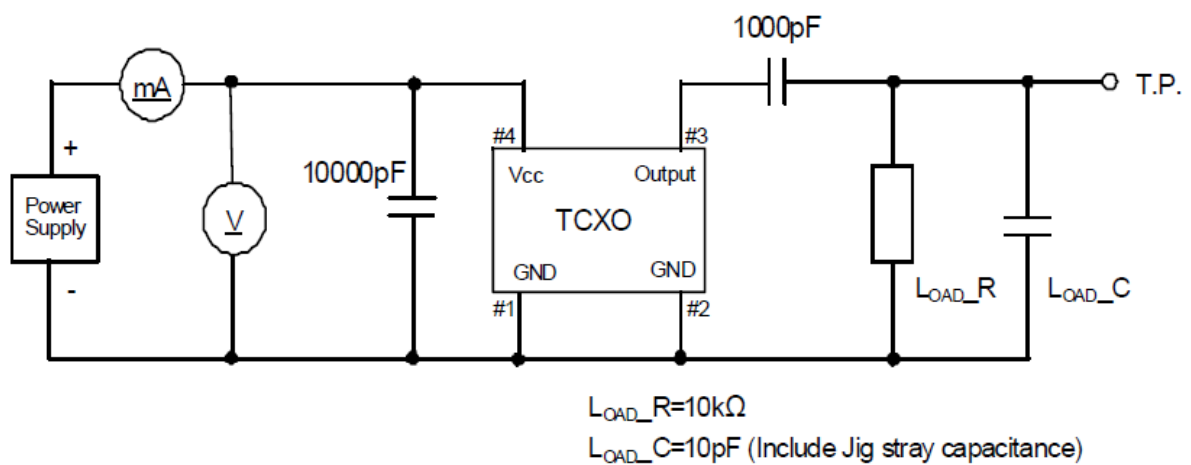 1000pF
T.P.
mA
+
#4
#3
10000pF
Vcc
Output
Power
Supply
V
TCXO
GND
GND
-
#1
#2
LOAD_R
LOAD_C
LOAD_R=10kΩ
LOAD_C=10pF (Include Jig stray capacitance)